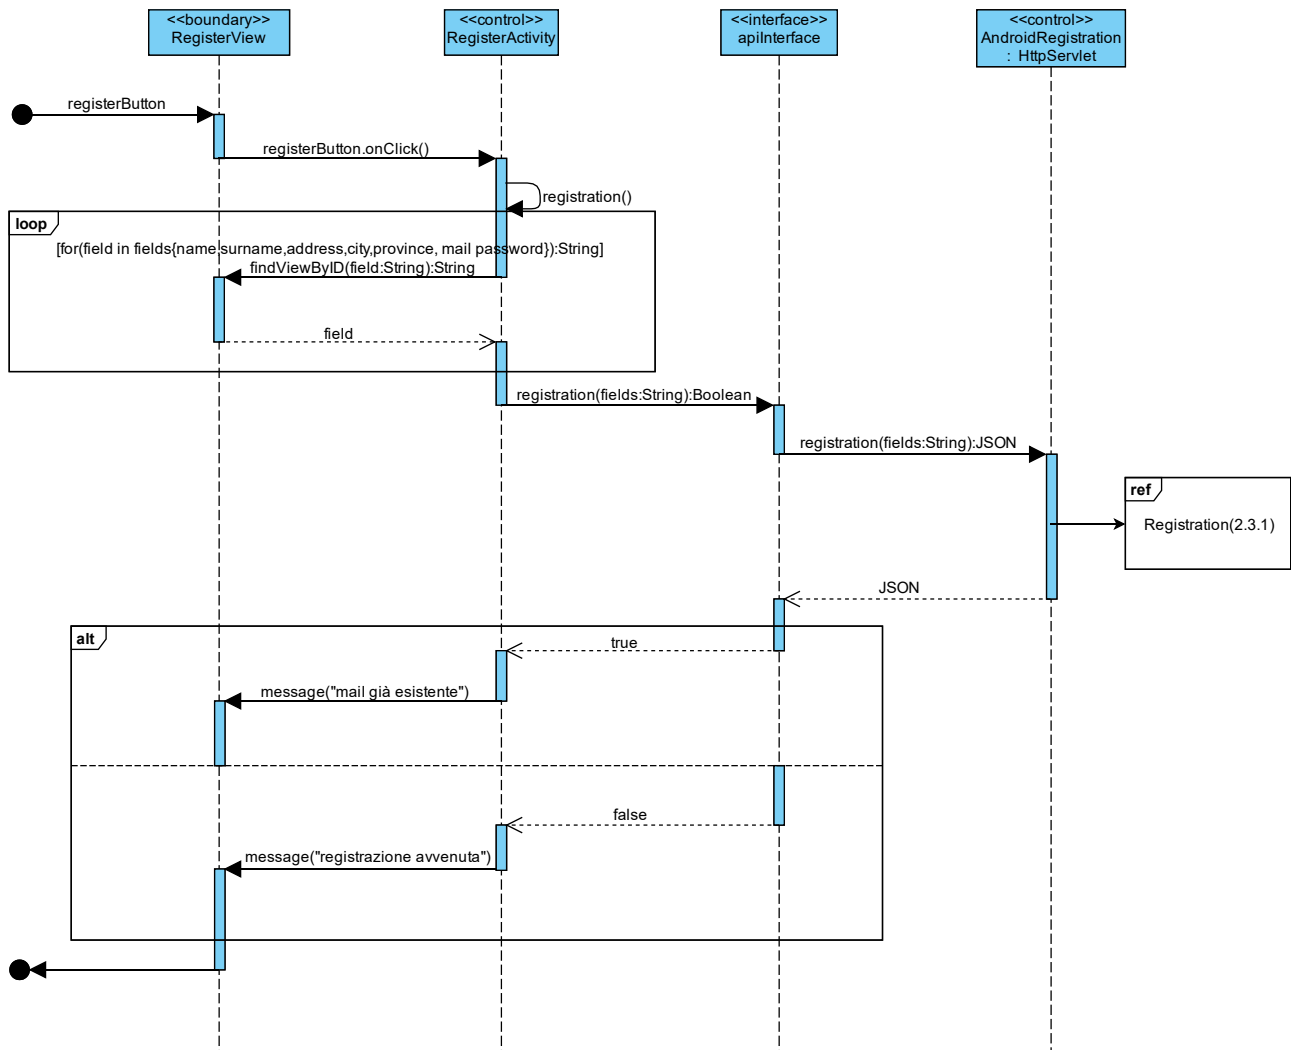 <<boundary>>
RegisterView
<<control>>
RegisterActivity
<<interface>>
apiInterface
<<control>>
AndroidRegistration
: HttpServlet
registerButton
registerButton.onClick()
registration()
loop
[for(field in fields{name,surname,address,city,province, mail password}):String]
findViewByID(field:String):String
field
registration(fields:String):Boolean
registration(fields:String):JSON
ref
Registration(2.3.1)
JSON
alt
true
message("mail già esistente")
false
message("registrazione avvenuta")